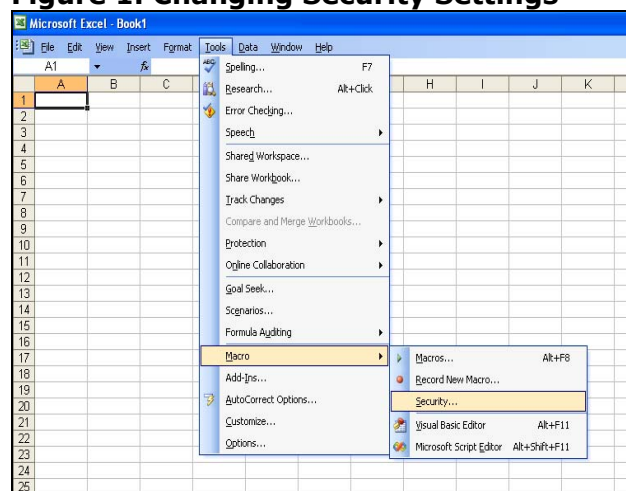 Figure 1. Changing Security Settings
Microsoft Excel - Book1
File Edit View Insert Format Tools Data Window Help
A1 fx
A B C H I J K
Spelling... F7
Research... Alt+Click
Error Checking...
Speech
Shared Workspace...
Share Workbook...
Track Changes
Compare and Merge Workbooks...
Protection
Online Collaboration
Goal Seek...
Scenarios...
Formula Auditing
Macro
Macros... Alt+F8
Add-Ins...
Record New Macro...
AutoCorrect Options...
Security...
Customize...
Visual Basic Editor Alt+F11
Options...
Microsoft Script Editor Alt+Shift+F11
1
2
3
4
5
6
7
8
9
10
11
12
13
14
15
16
17
18
19
20
21
22
23
24
25